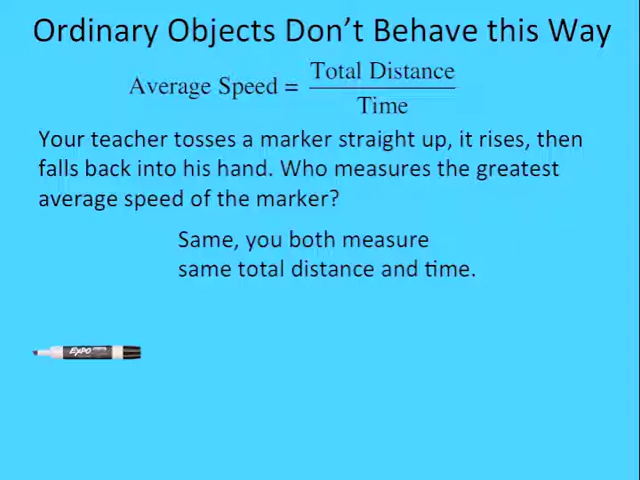 Ordinary Objects Don't Behave this Way
Average Speed = Total Distance
Time
Your teacher tosses a marker straight up, it rises, then
falls back into his hand. Who measures the greatest
average speed of the marker?
Same, you both measure
same total distance and time.
EXPO